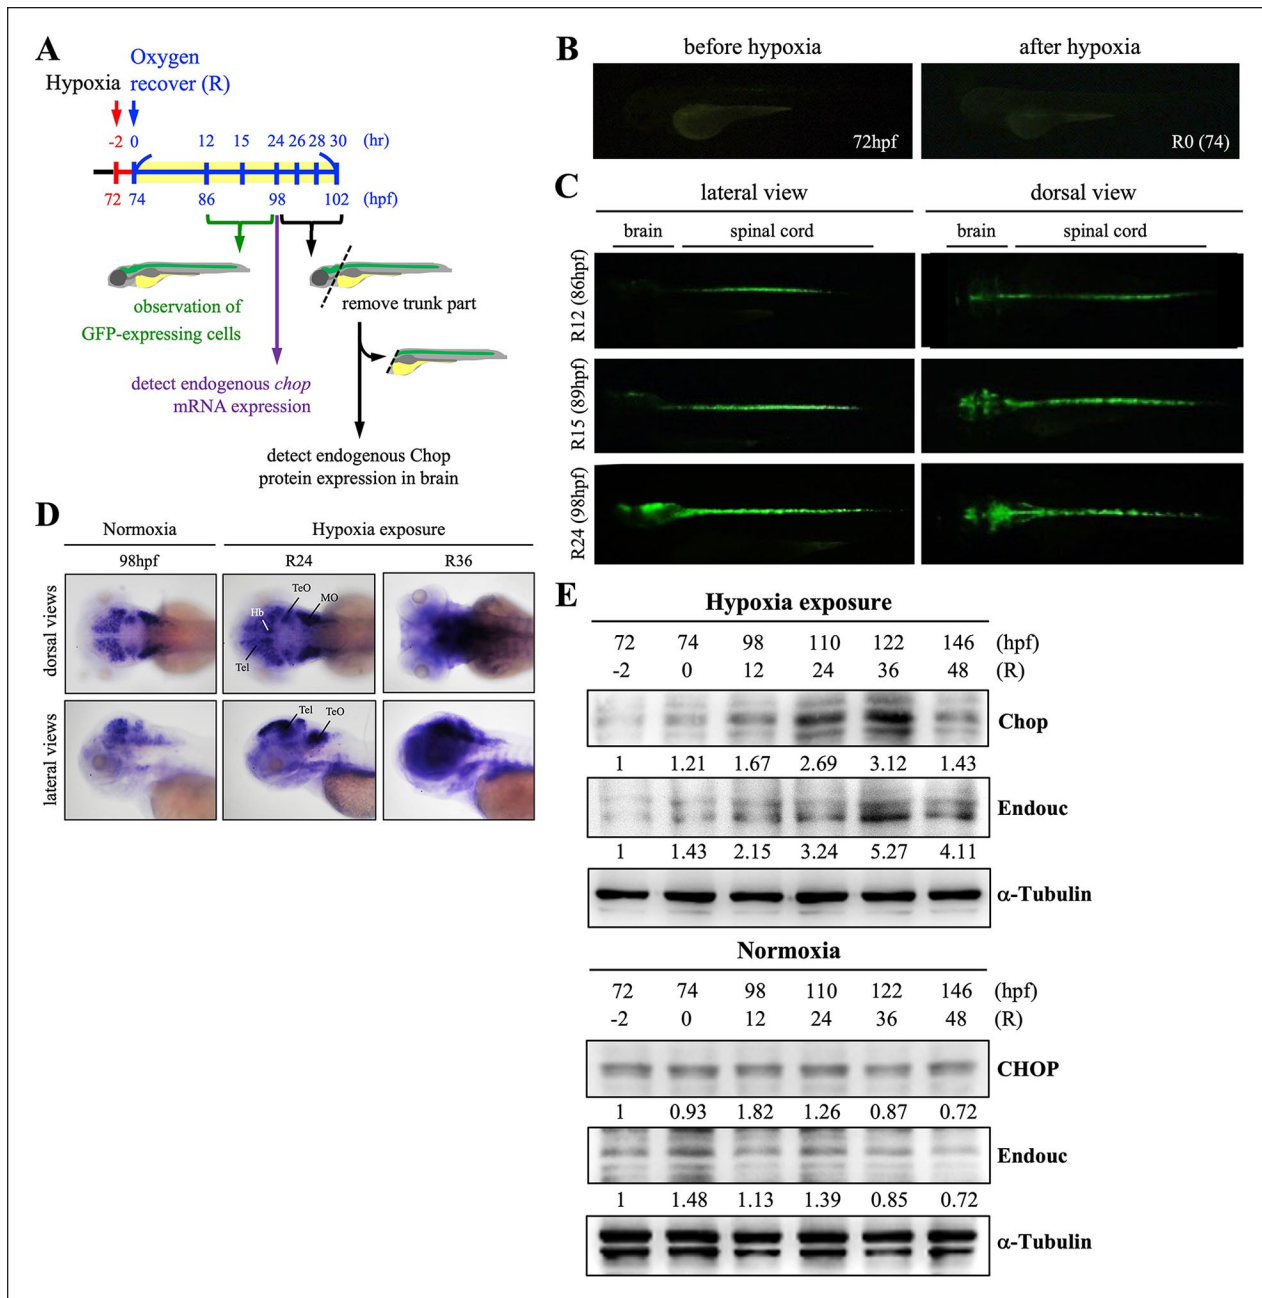 A
Oxygen
recover (R)
Hypoxia
-2 0 12 15 24 26 28 30 (hr)
72 74 86 98 102 (hpf)
observation of
GFP-expressing cells
remove trunk part
detect endogenous chop
mRNA expression
detect endogenous Chop
protein expression in brain
B
before hypoxia after hypoxia
72hpf R0 (74)
C
lateral view dorsal view
brain spinal cord brain spinal cord
R12 (86hpf)
R15 (89hpf)
R24 (98hpf)
D
Normoxia Hypoxia exposure
98hpf R24 R36
dorsal views
TeO
MO
Hb
Tel
lateral views
Tel
TeO
E
Hypoxia exposure
72 74 98 110 122 146 (hpf)
-2 0 12 24 36 48 (R)
Chop
1 1.21 1.67 2.69 3.12 1.43
Endouc
1 1.43 2.15 3.24 5.27 4.11
α-Tubulin
Normoxia
72 74 98 110 122 146 (hpf)
-2 0 12 24 36 48 (R)
CHOP
1 0.93 1.82 1.26 0.87 0.72
Endouc
1 1.48 1.13 1.39 0.85 0.72
α-Tubulin